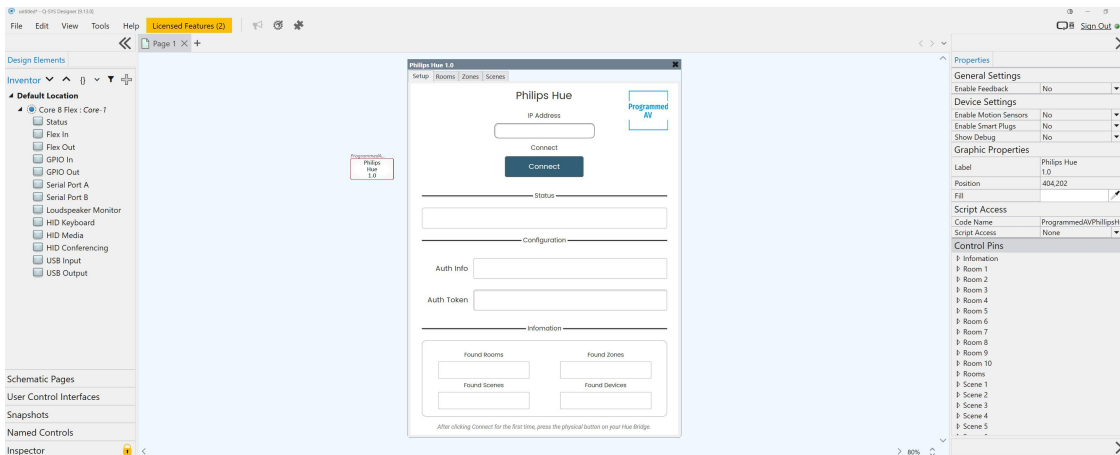 untitled* - Q-SYS Designer (9.13.0)
File Edit View Tools Help Licensed Features (2) Sign Out
Page 1
Design Elements
Inventory
Default Location
Core 8 Flex : Core-1
Status
Flex In
Flex Out
GPIO In
GPIO Out
Serial Port A
Serial Port B
Loudspeaker Monitor
HID Keyboard
HID Media
HID Conferencing
USB Input
USB Output
Schematic Pages
User Control Interfaces
Snapshots
Named Controls
Inspector
ProgrammedA...
Philips
Hue
1.0
Philips Hue 1.0
Setup Rooms Zones Scenes
Philips Hue
Programmed
AV
IP Address
Connect
Connect
Status
Configuration
Auth Info
Auth Token
Infomation
Found Rooms Found Zones
Found Scenes Found Devices
After clicking Connect for the first time, press the physical button on your Hue Bridge.
80%
Properties
General Settings
Enable Feedback No
Device Settings
Enable Motion Sensors No
Enable Smart Plugs No
Show Debug No
Graphic Properties
Label Philips Hue
1.0
Position 404,202
Fill
Script Access
Code Name ProgrammedAVPhillipsH
Script Access None
Control Pins
Infomation
Room 1
Room 2
Room 3
Room 4
Room 5
Room 6
Room 7
Room 8
Room 9
Room 10
Rooms
Scene 1
Scene 2
Scene 3
Scene 4
Scene 5